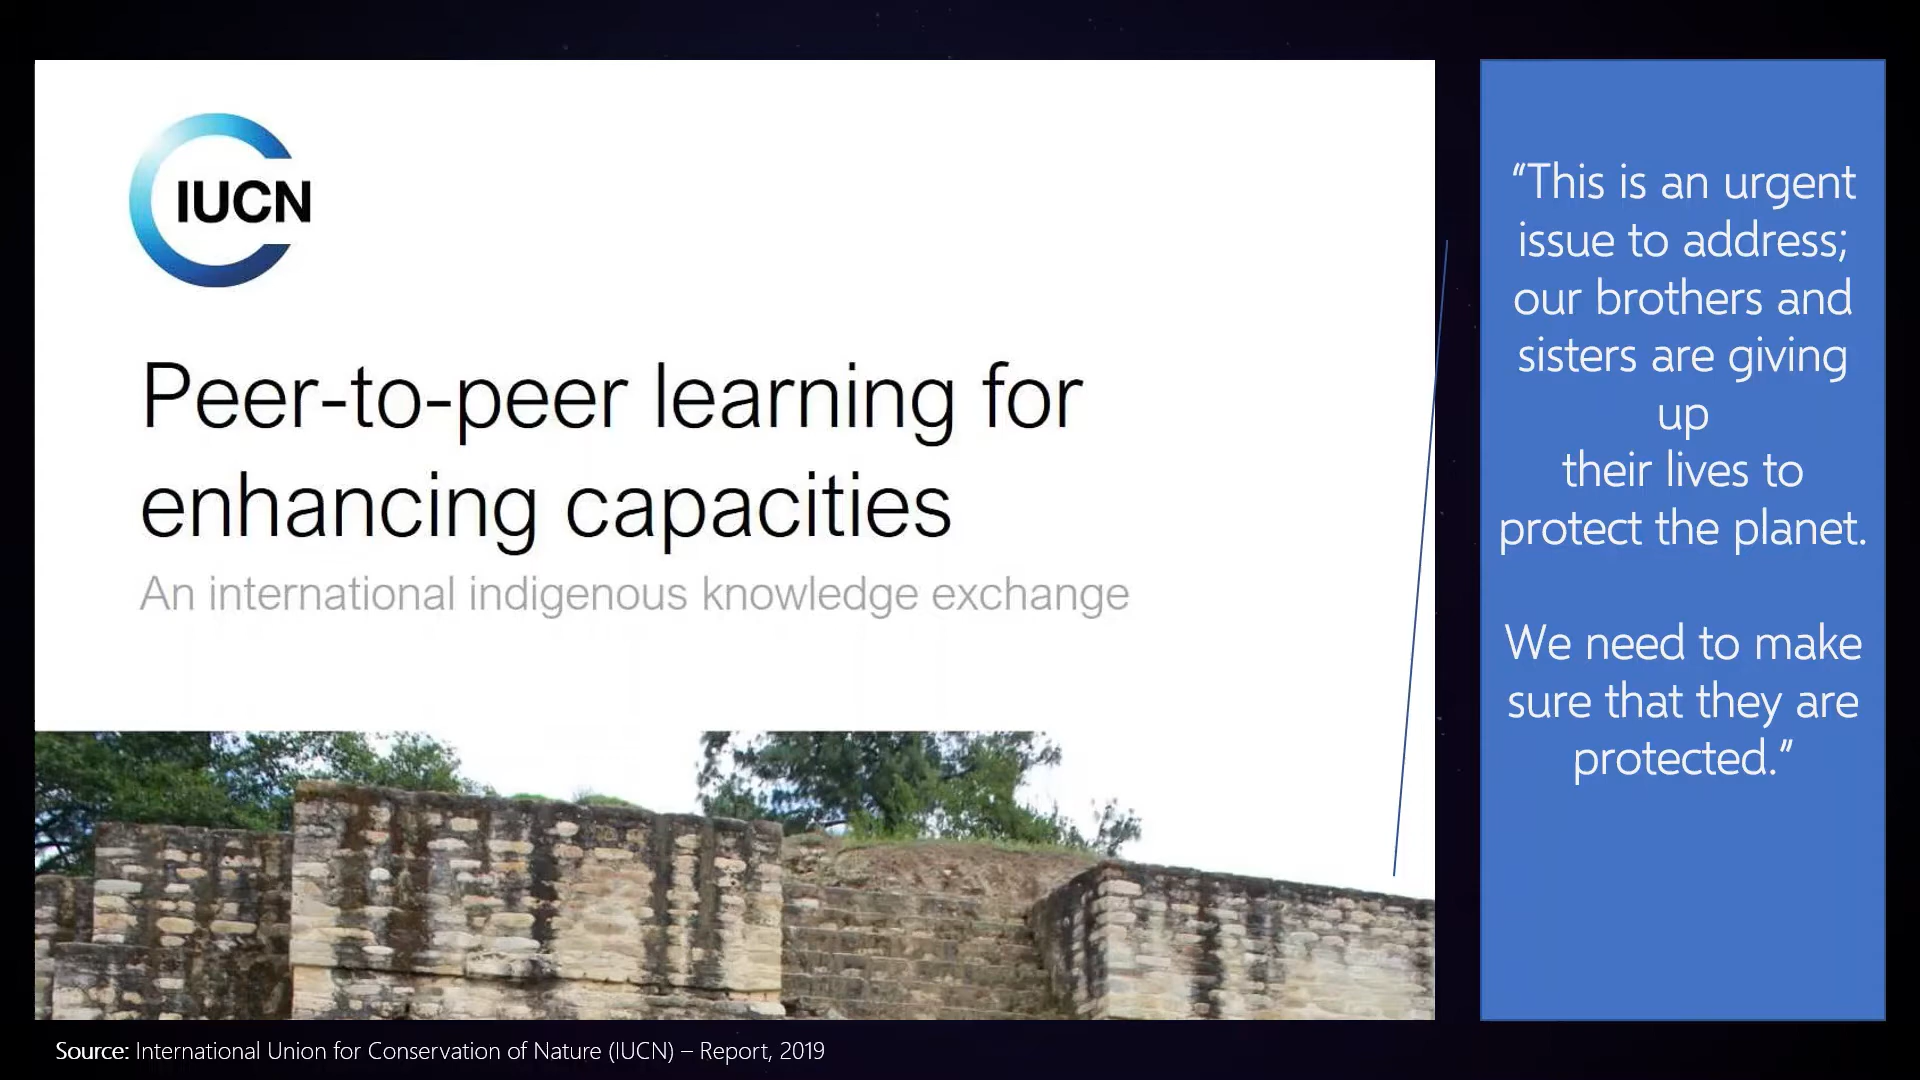 IUCN
Peer-to-peer learning for
enhancing capacities
An international indigenous knowledge exchange
“This is an urgent
issue to address;
our brothers and
sisters are giving
up
their lives to
protect the planet.
We need to make
sure that they are
protected.”
Source: International Union for Conservation of Nature (IUCN) – Report, 2019